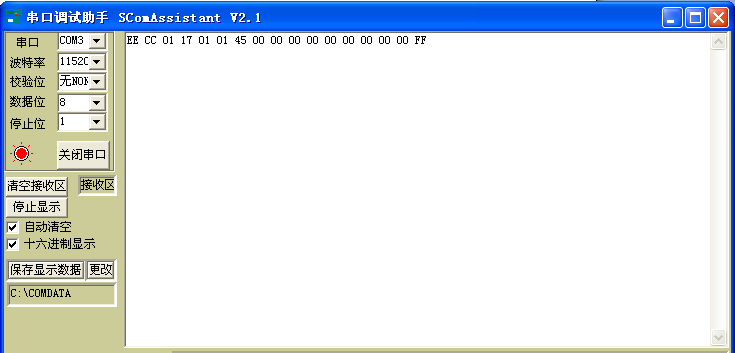 串口调试助手 SComAssistant V2.1
串口 COM3
波特率 11520
校验位 无NON
数据位 8
停止位 1
关闭串口
清空接收区 接收区
停止显示
自动清空
十六进制显示
保存显示数据 更改
C:\COMDATA
EE CC 01 17 01 01 45 00 00 00 00 00 00 00 00 00 FF